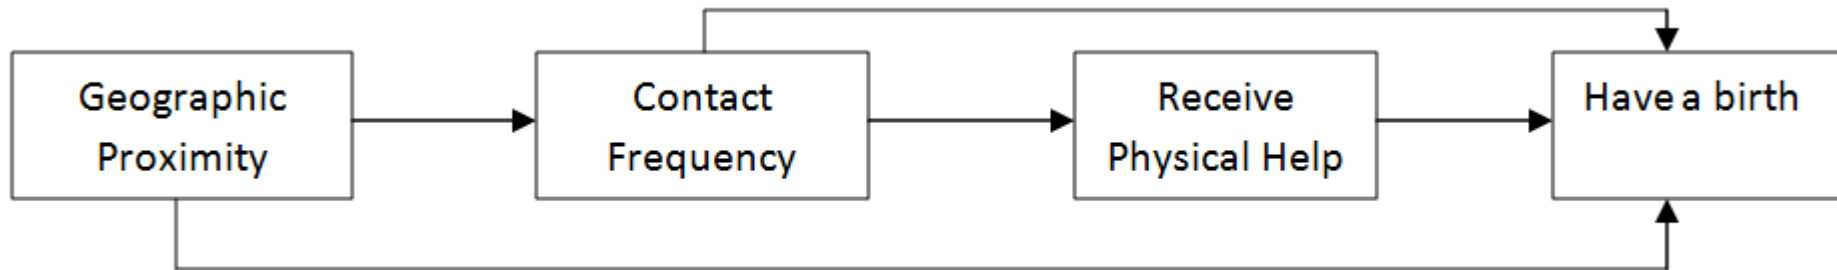 Geographic
Proximity
Contact
Frequency
Receive
Physical Help
Have a birth